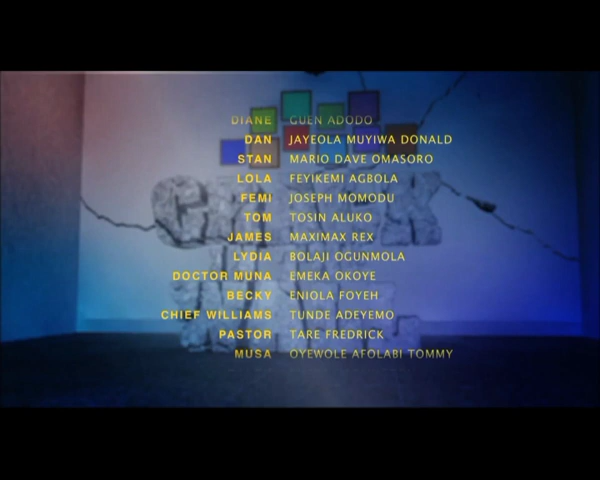 DIANE GUEN ADODO
DAN JAYEOLA MUYIWA DONALD
STAN MARIO DAVE OMASORO
LOLA FEYIKEMI AGBOLA
FEMI JOSEPH MOMODU
TOM TOSIN ALUKO
JAMES MAXIMAX REX
LYDIA BOLAJI OGUNMOLA
DOCTOR MUNA EMEKA OKOYE
BECKY ENIOLA FOYEH
CHIEF WILLIAMS TUNDE ADEYEMO
PASTOR TARE FREDRICK
MUSA OYEWOLE AFOLABI TOMMY